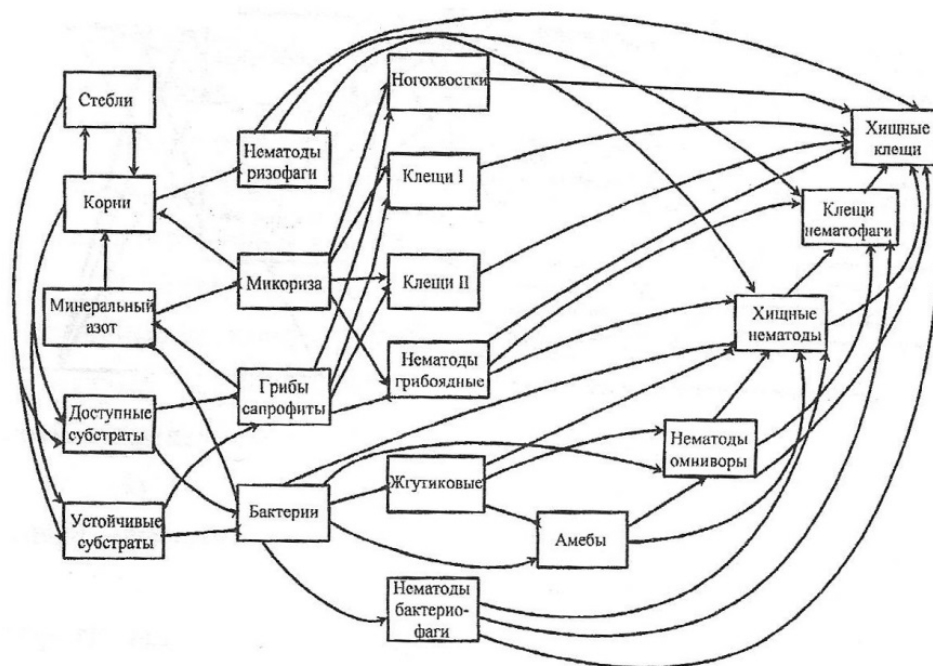 Стебли
Корни
Минеральный
азот
Доступные
субстраты
Устойчивые
субстраты
Нематоды
ризофаги
Микориза
Грибы
сапрофиты
Бактерии
Ногохвостки
Клещи I
Клещи II
Нематоды
грибоядные
Жгутиковые
Нематоды
бактерио-
фаги
Амебы
Нематоды
омниворы
Хищные
нематоды
Клещи
нематофаги
Хищные
клещи